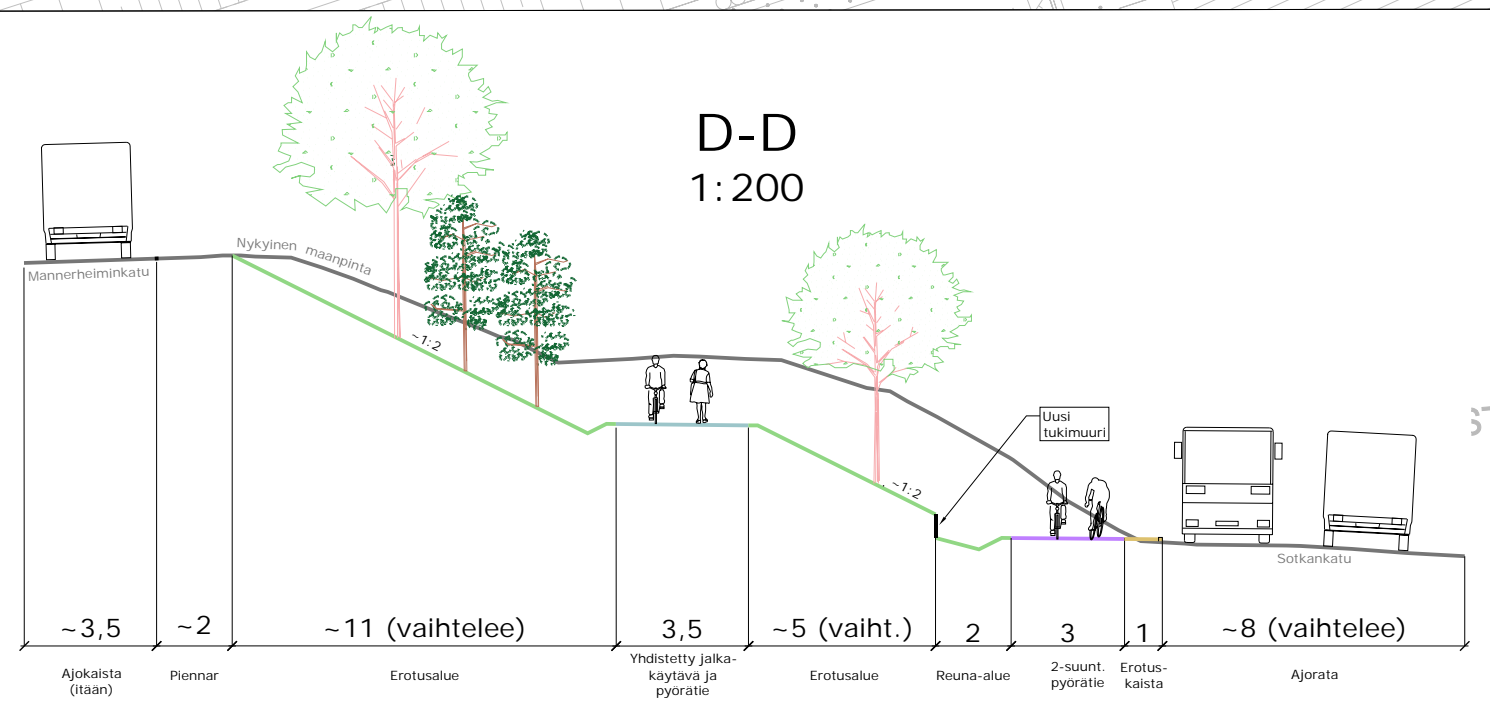 D-D
1:200
Nykyinen maanpinta
Mannerheiminkatu
~1:2
Uusi
tukimuuri
~1:2
Sotkankatu
~3,5
~2
~11 (vaihtelee)
3,5
~5 (vaiht.)
2
3
1
~8 (vaihtelee)
Ajokaista
(itään)
Piennar
Erotusalue
Yhdistetty jalka-
käytävä ja
pyörätie
Erotusalue
Reuna-alue
2-suunt.
pyörätie
Erotus-
kaista
Ajorata